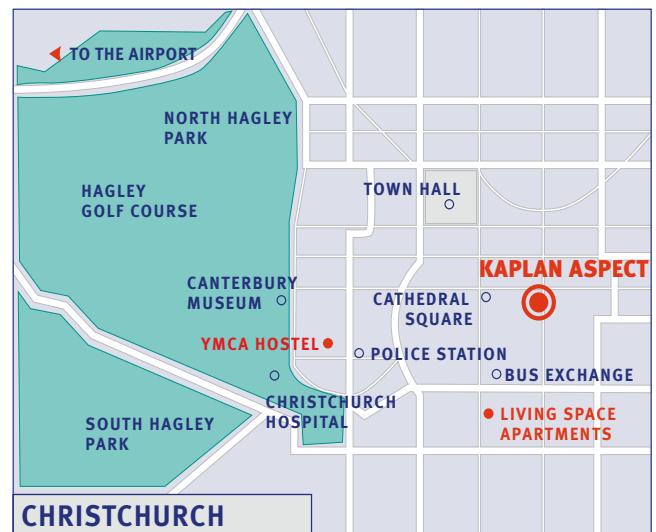 TO THE AIRPORT
NORTH HAGLEY
PARK
HAGLEY
GOLF COURSE
TOWN HALL
KAPLAN ASPECT
CANTERBURY
MUSEUM
CATHEDRAL
SQUARE
YMCA HOSTEL
POLICE STATION
BUS EXCHANGE
CHRISTCHURCH
HOSPITAL
LIVING SPACE
APARTMENTS
SOUTH HAGLEY
PARK
CHRISTCHURCH